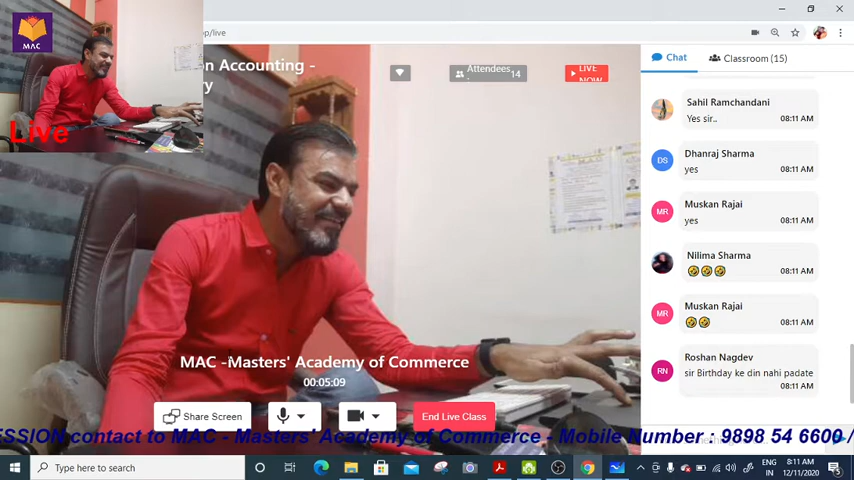 MAC
p/live
n Accounting -
ry
Attendees
14
LIVE
NOW
Live
Chat
Classroom (15)
Sahil Ramchandani
Yes sir..
08:11 AM
DS
Dhanraj Sharma
yes
08:11 AM
MR
Muskan Rajai
yes
08:11 AM
Nilima Sharma
🤣🤣🤣
08:11 AM
MR
Muskan Rajai
🤣🤣
08:11 AM
RN
Roshan Nagdev
sir Birthday ke din nahi padate
08:11 AM
MAC -Masters' Academy of Commerce
00:05:09
Share Screen
End Live Class
ESSION contact to MAC - Masters' Academy of Commerce - Mobile Number : 9898 54 6600 /
Type here to search
ENG
IN
8:11 AM
12/11/2020
5